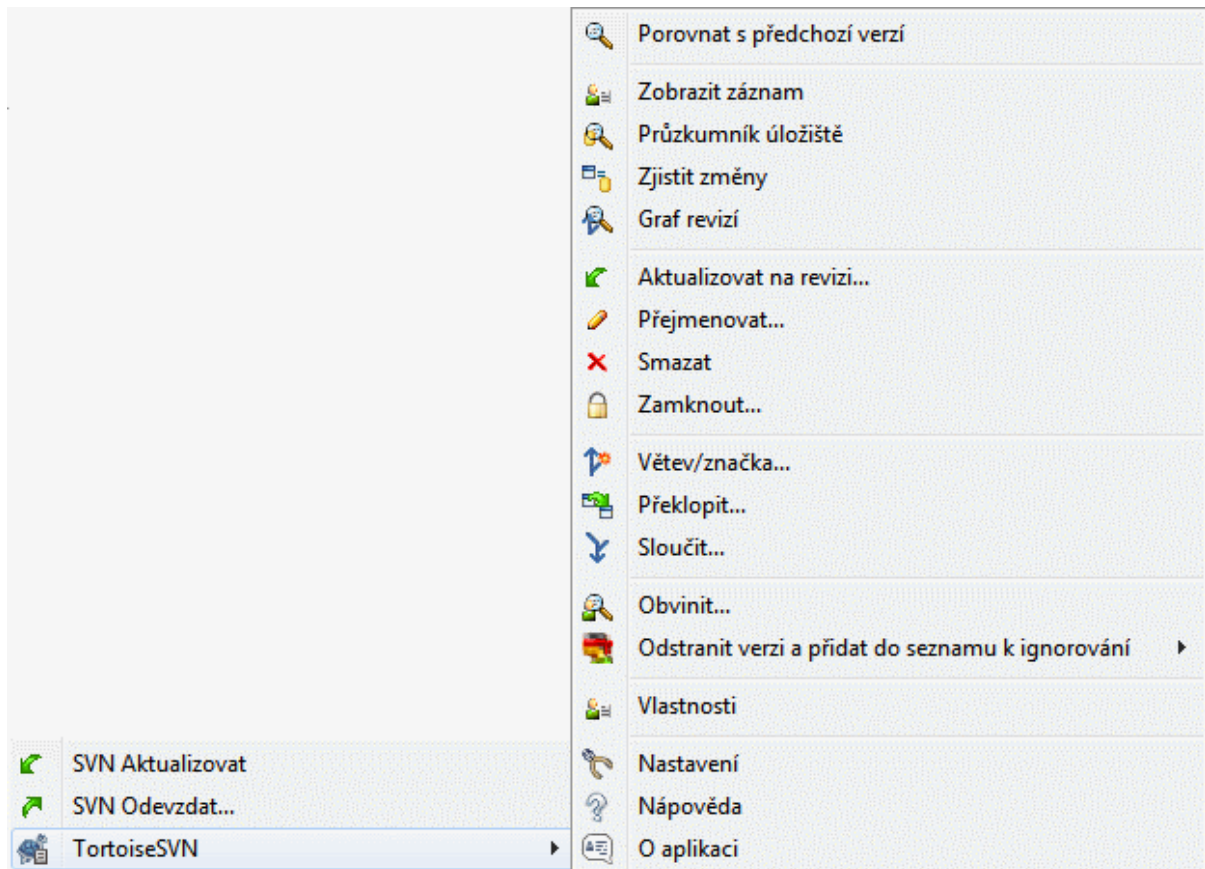 Porovnat s předchozí verzí
Zobrazit záznam
Průzkumník úložiště
Zjistit změny
Graf revizí
Aktualizovat na revizi...
Přejmenovat...
Smazat
Zamknout...
Větev/značka...
Překlopit...
Sloučit...
Obvinit...
Odstranit verzi a přidat do seznamu k ignorování
Vlastnosti
Nastavení
Nápověda
O aplikaci
SVN Aktualizovat
SVN Odevzdat...
TortoiseSVN